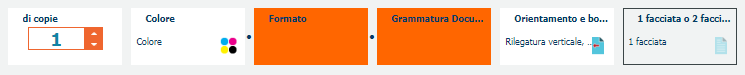 di copie
1
Colore
Colore
Formato
Grammatura Docu...
Orientamento e bo...
Rilegatura verticale, ...
1 facciata o 2 facci...
1 facciata